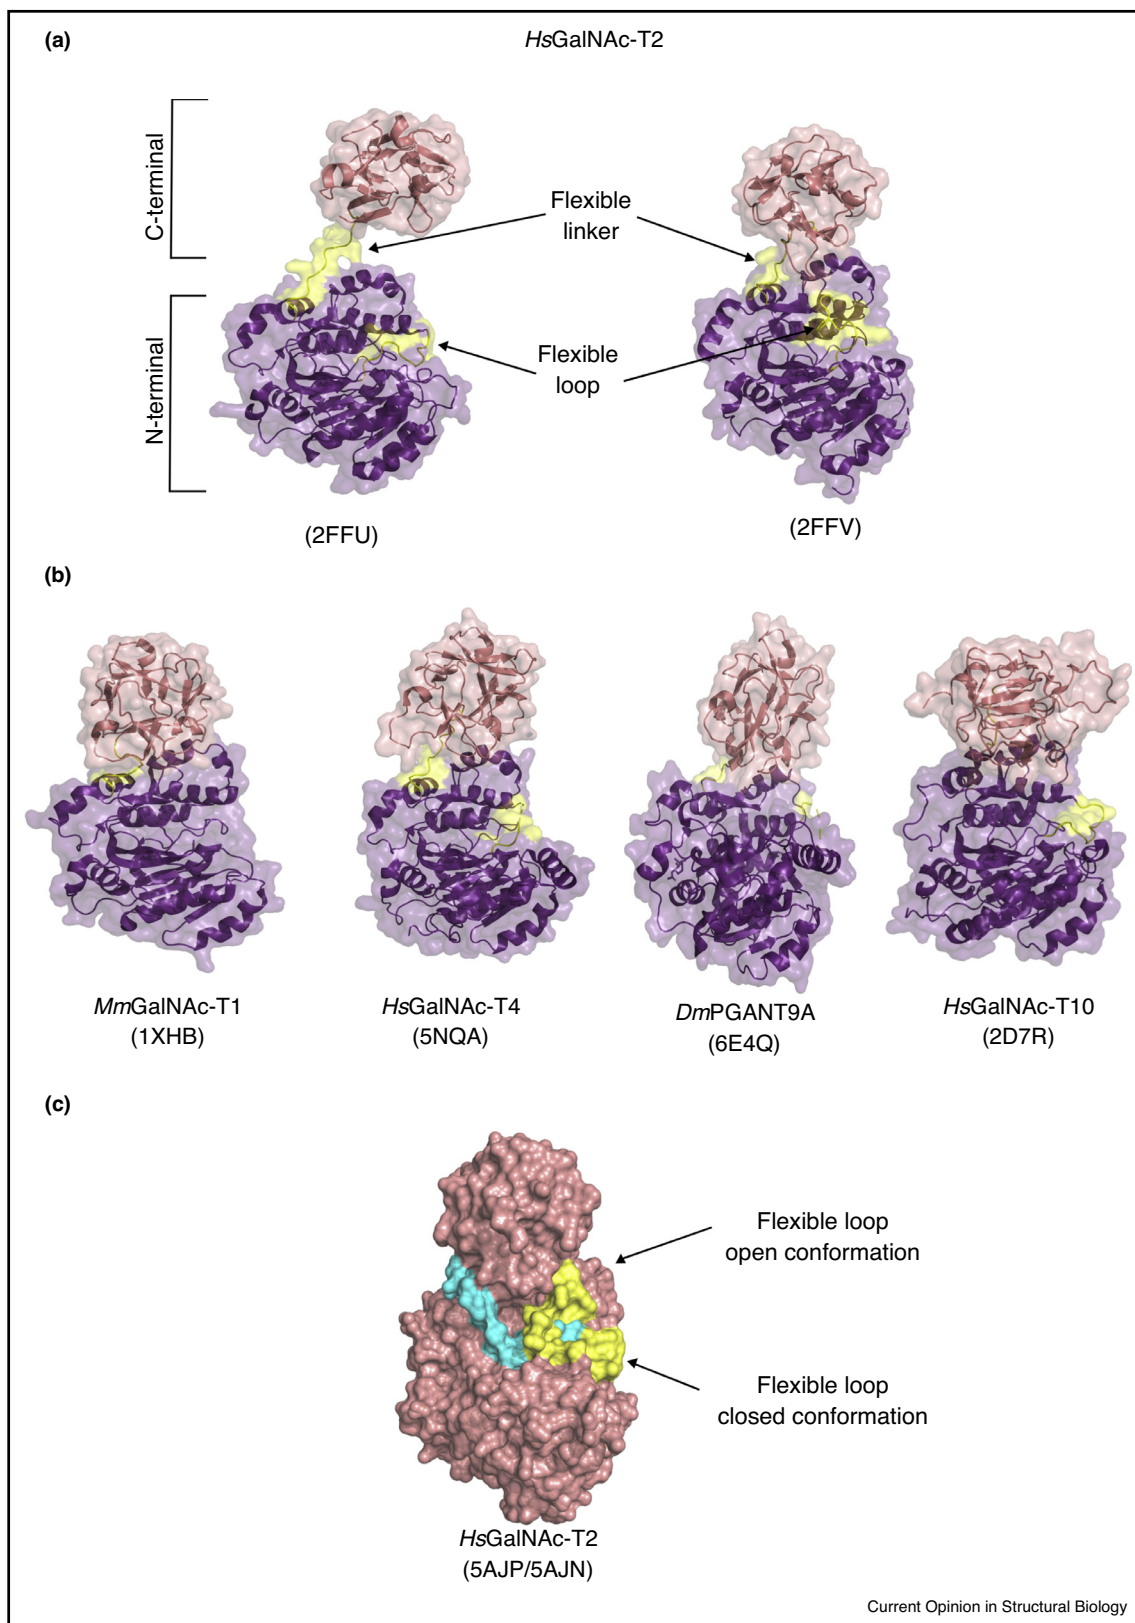 (a)
HsGalNAc-T2
C-terminal
N-terminal
Flexible
linker
Flexible
loop
(2FFU)
(2FFV)
(b)
MmGalNAc-T1
(1XHB)
HsGalNAc-T4
(5NQA)
DmPGANT9A
(6E4Q)
HsGalNAc-T10
(2D7R)
(c)
Flexible loop
open conformation
Flexible loop
closed conformation
HsGalNAc-T2
(5AJP/5AJN)
Current Opinion in Structural Biology